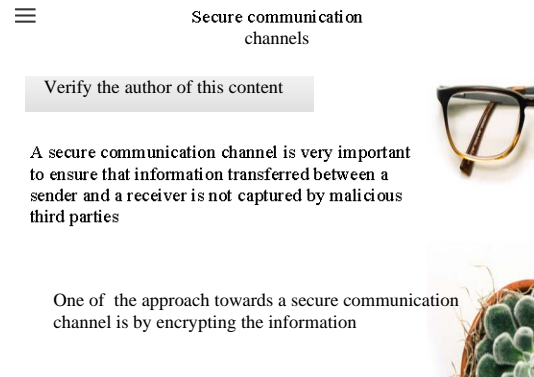 Secure communication
channels
Verify the author of this content
A secure communication channel is very important
to ensure that information transferred between a
sender and a receiver is not captured by malicious
third parties
One of  the approach towards a secure communication
channel is by encrypting the information